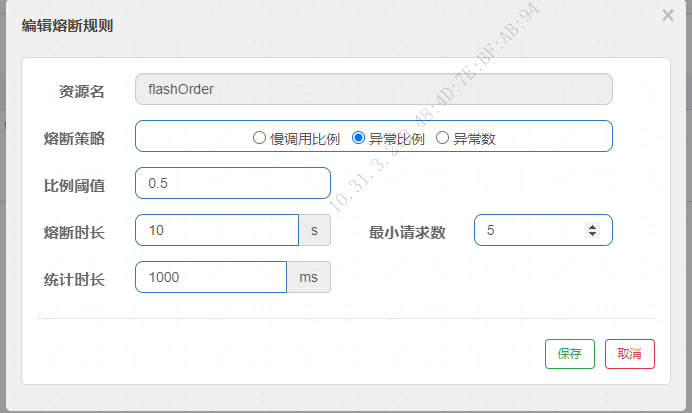 编辑熔断规则
×
资源名 flashOrder
熔断策略 慢调用比例 异常比例 异常数
比例阈值 0.5
熔断时长 10 s 最小请求数 5
统计时长 1000 ms
保存 取消